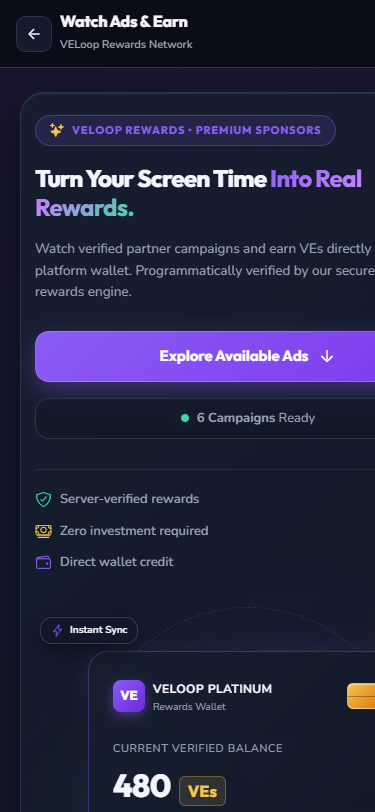 Watch Ads & Earn
VELoop Rewards Network
VELOOP REWARDS • PREMIUM SPONSORS
Turn Your Screen Time Into Real
Rewards.
Watch verified partner campaigns and earn VEs directly
platform wallet. Programmatically verified by our secure
rewards engine.
Explore Available Ads
6 Campaigns Ready
Server-verified rewards
Zero investment required
Direct wallet credit
Instant Sync
VE
VELOOP PLATINUM
Rewards Wallet
CURRENT VERIFIED BALANCE
480 VEs